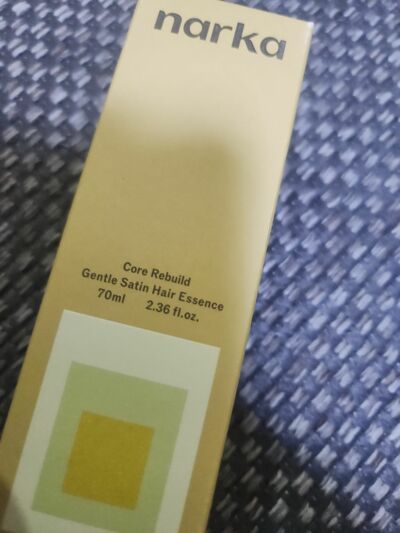 narka
Core Rebuild
Gentle Satin Hair Essence
70ml 2.36 fl.oz.